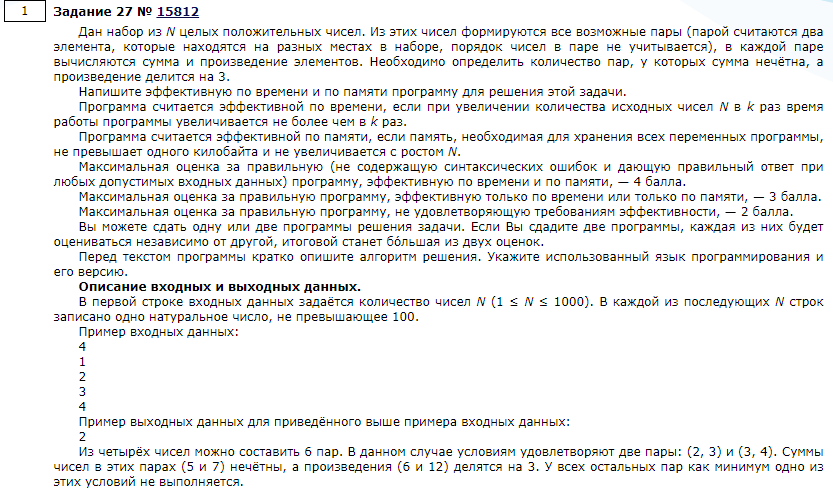 1
Задание 27 № 15812
Дан набор из N целых положительных чисел. Из этих чисел формируются все возможные пары (парой считаются два
элемента, которые находятся на разных местах в наборе, порядок чисел в паре не учитывается), в каждой паре
вычисляются сумма и произведение элементов. Необходимо определить количество пар, у которых сумма нечётна, а
произведение делится на 3.
Напишите эффективную по времени и по памяти программу для решения этой задачи.
Программа считается эффективной по времени, если при увеличении количества исходных чисел N в k раз время
работы программы увеличивается не более чем в k раз.
Программа считается эффективной по памяти, если память, необходимая для хранения всех переменных программы,
не превышает одного килобайта и не увеличивается с ростом N.
Максимальная оценка за правильную (не содержащую синтаксических ошибок и дающую правильный ответ при
любых допустимых входных данных) программу, эффективную по времени и по памяти, — 4 балла.
Максимальная оценка за правильную программу, эффективную только по времени или только по памяти, — 3 балла.
Максимальная оценка за правильную программу, не удовлетворяющую требованиям эффективности, — 2 балла.
Вы можете сдать одну или две программы решения задачи. Если Вы сдадите две программы, каждая из них будет
оцениваться независимо от другой, итоговой станет бо́льшая из двух оценок.
Перед текстом программы кратко опишите алгоритм решения. Укажите использованный язык программирования и
его версию.
Описание входных и выходных данных.
В первой строке входных данных задаётся количество чисел N (1 ≤ N ≤ 1000). В каждой из последующих N строк
записано одно натуральное число, не превышающее 100.
Пример входных данных:
4
1
2
3
4
Пример выходных данных для приведённого выше примера входных данных:
2
Из четырёх чисел можно составить 6 пар. В данном случае условиям удовлетворяют две пары: (2, 3) и (3, 4). Суммы
чисел в этих парах (5 и 7) нечётны, а произведения (6 и 12) делятся на 3. У всех остальных пар как минимум одно из
этих условий не выполняется.